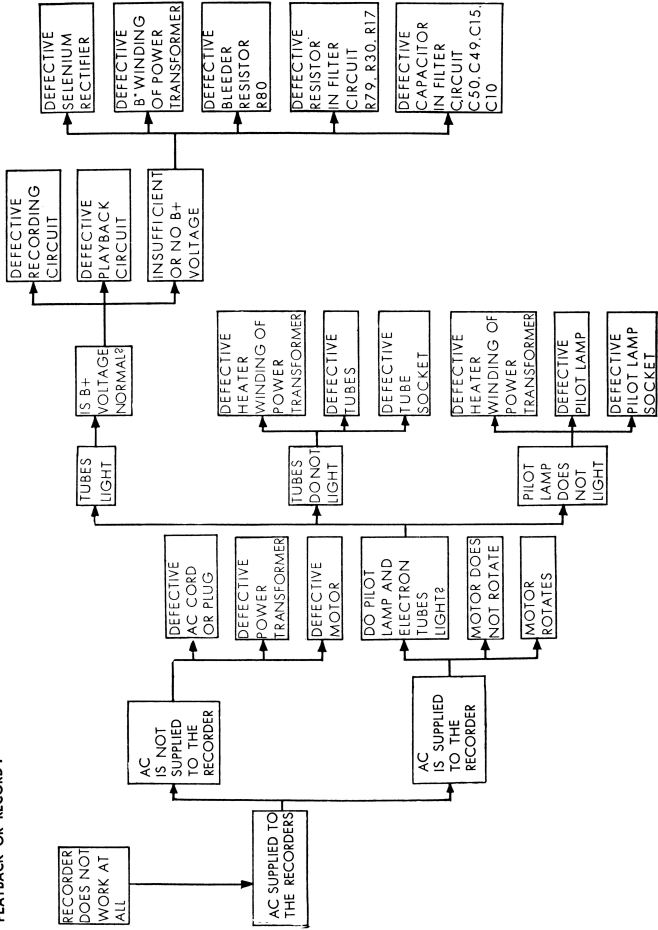 PLAYBACK OR RECORD?
RECORDER
DOES NOT
WORK AT
ALL
AC SUPPLIED TO
THE RECORDERS
AC
IS NOT
SUPPLIED
TO THE
RECORDER
AC
IS SUPPLIED
TO THE
RECORDER
DEFECTIVE
AC CORD
OR PLUG
DEFECTIVE
POWER
TRANSFORMER
DEFECTIVE
MOTOR
DO PILOT
LAMP AND
ELECTRON
TUBES
LIGHT?
MOTOR DOES
NOT ROTATE
MOTOR
ROTATES
TUBES
LIGHT
TUBES
DO NOT
LIGHT
PILOT
LAMP
DOES
NOT
LIGHT
IS B+
VOLTAGE
NORMAL?
DEFECTIVE
HEATER
WINDING OF
POWER
TRANSFORMER
DEFECTIVE
TUBES
DEFECTIVE
TUBE
SOCKET
DEFECTIVE
HEATER
WINDING OF
POWER
TRANSFORMER
DEFECTIVE
PILOT LAMP
DEFECTIVE
PILOT LAMP
SOCKET
DEFECTIVE
RECORDING
CIRCUIT
DEFECTIVE
PLAYBACK
CIRCUIT
INSUFFICIENT
OR NO B+
VOLTAGE
DEFECTIVE
SELENIUM
RECTIFIER
DEFECTIVE
B+ WINDING
OF POWER
TRANSFORMER
DEFECTIVE
BLEEDER
RESISTOR
R80
DEFECTIVE
RESISTOR
IN FILTER
CIRCUIT
R79, R30, R17
DEFECTIVE
CAPACITOR
IN FILTER
CIRCUIT
C50, C49, C15,
C10